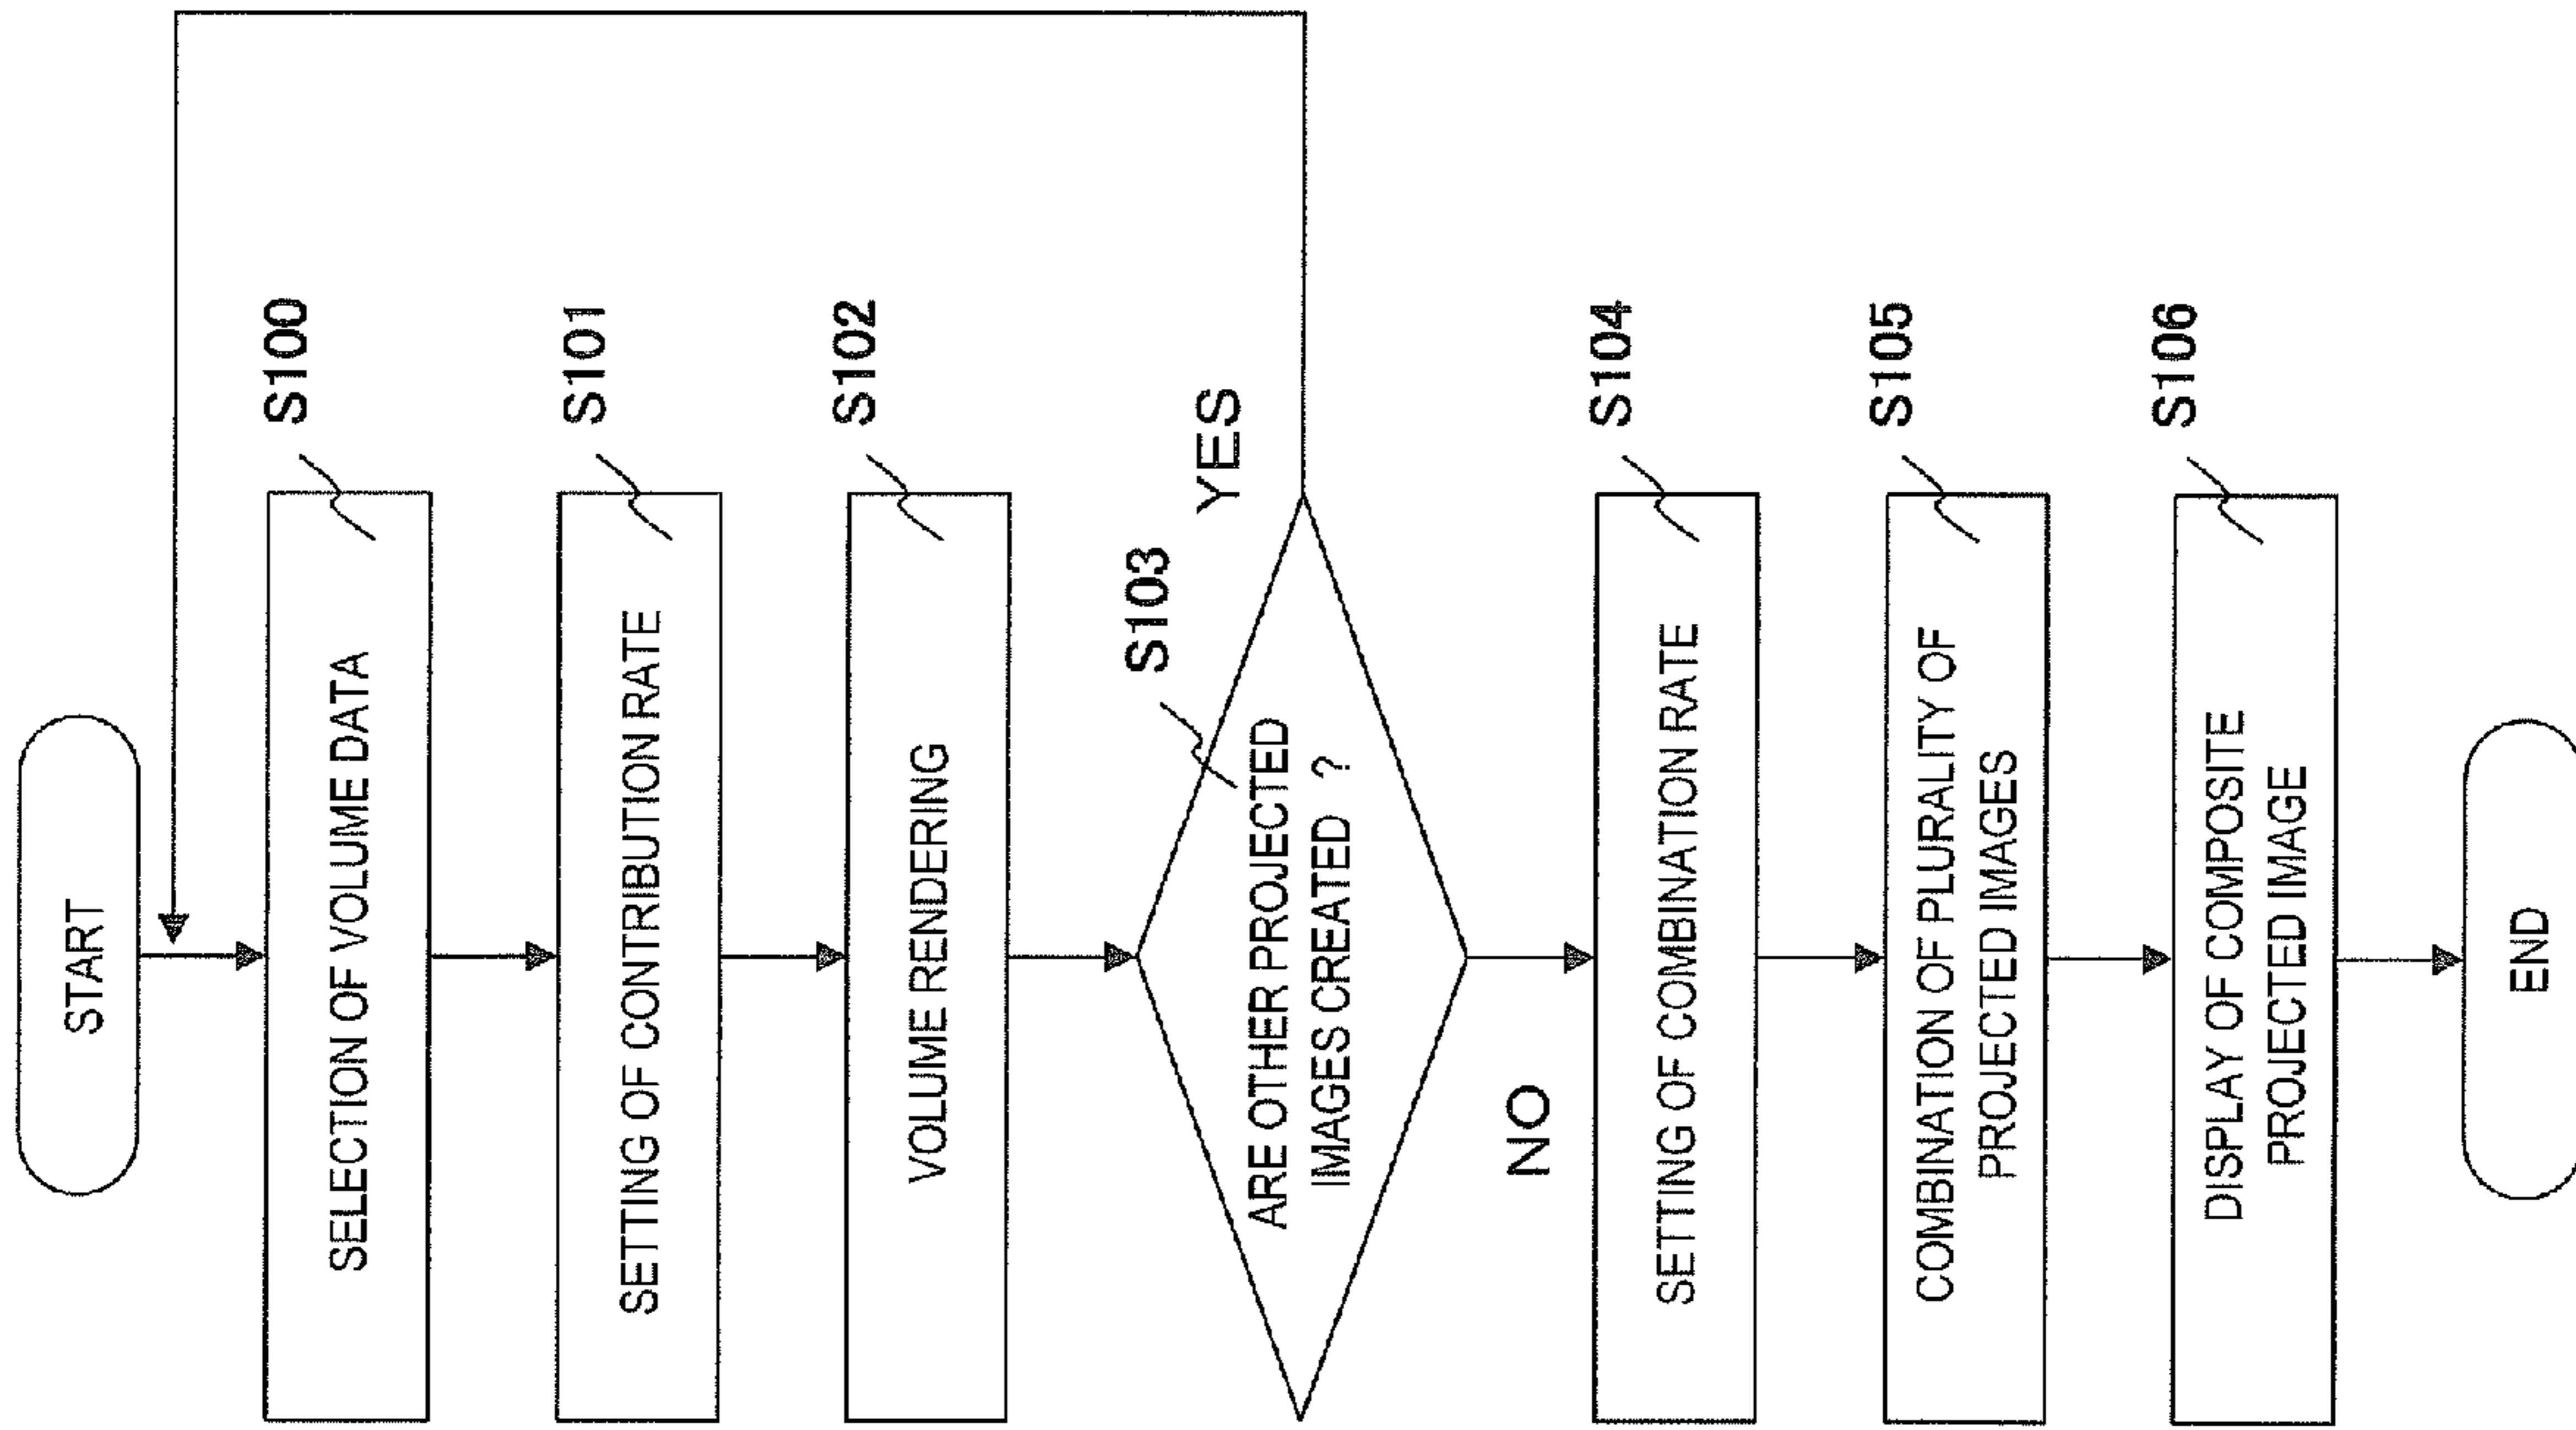 START
SELECTION OF VOLUME DATA
S100
SETTING OF CONTRIBUTION RATE
S101
VOLUME RENDERING
S102
ARE OTHER PROJECTED
IMAGES CREATED ?
S103
YES
NO
SETTING OF COMBINATION RATE
S104
COMBINATION OF PLURALITY OF
PROJECTED IMAGES
S105
DISPLAY OF COMPOSITE
PROJECTED IMAGE
S106
END